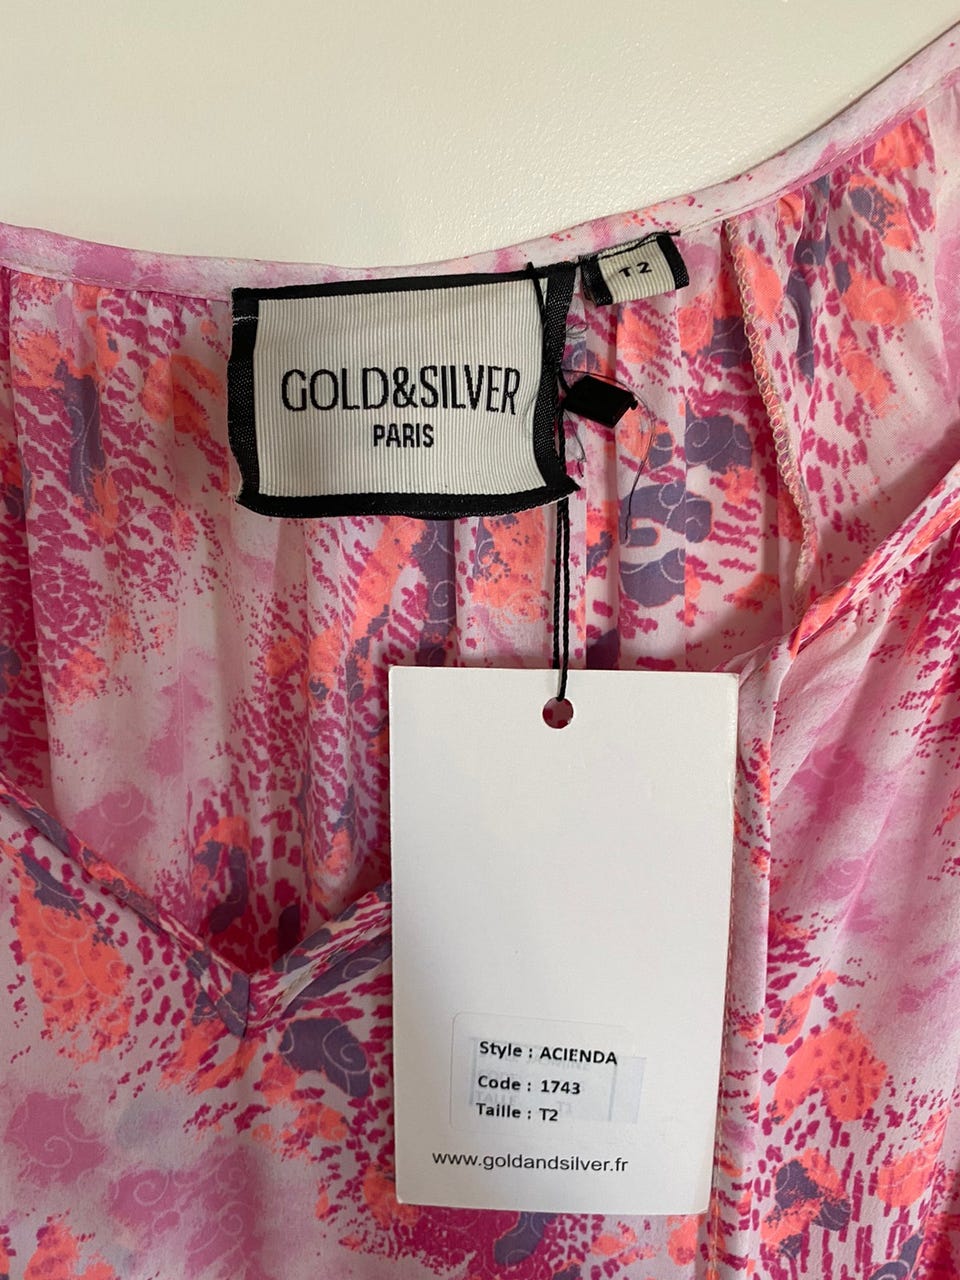 T2
GOLD&SILVER
PARIS
Style : ACIENDA
Code : 1743
Taille : T2
www.goldandsilver.fr